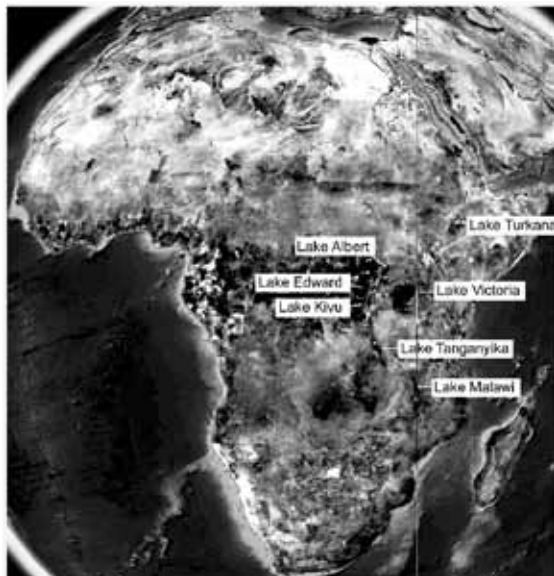 Lake Turkana
Lake Albert
Lake Edward
Lake Victoria
Lake Kivu
Lake Tanganyika
Lake Malawi